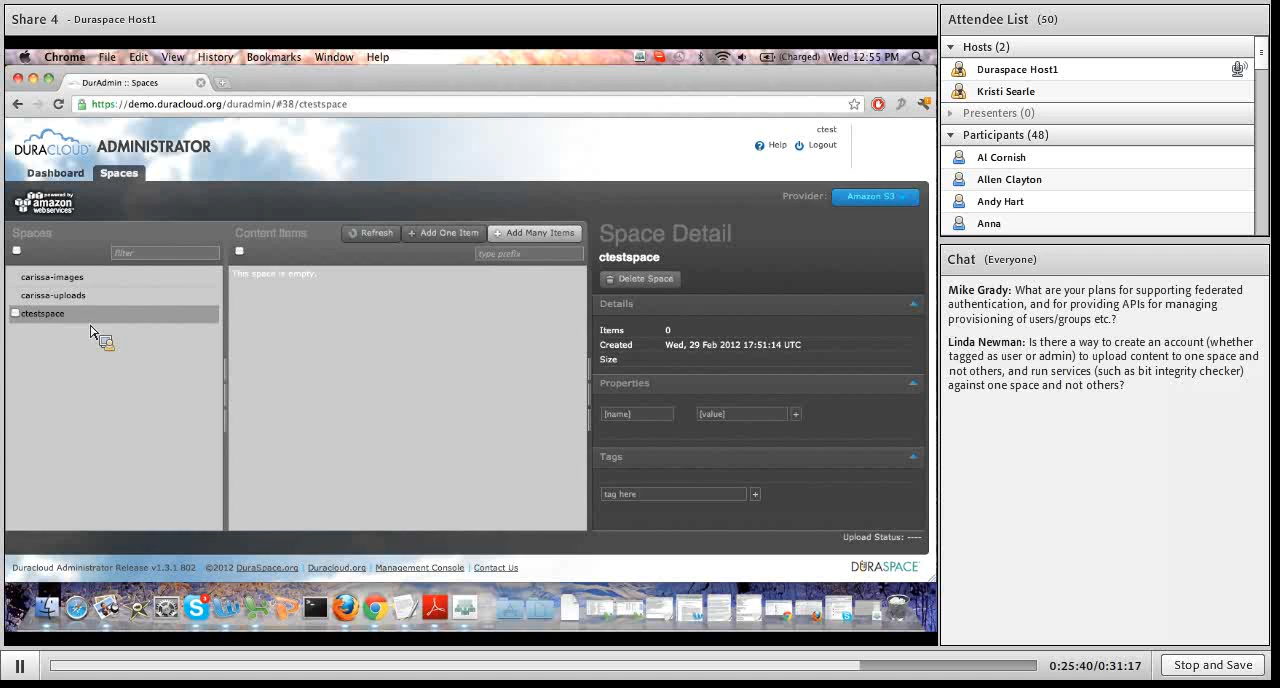 Share 4 - Duraspace Host1
Chrome File Edit View History Bookmarks Window Help (Charged) Wed 12:55 PM
DurAdmin :: Spaces
https://demo.duracloud.org/duradmin/#38/ctestspace
DURACLOUD ADMINISTRATOR
ctest
Help Logout
Dashboard Spaces
powered by
amazon
webservices
Provider: Amazon S3
Spaces
filter
carissa-images
carissa-uploads
ctestspace
Content Items Refresh + Add One Item + Add Many Items
type prefix
This space is empty.
Space Detail
ctestspace
Delete Space
Details
Items 0
Created Wed, 29 Feb 2012 17:51:14 UTC
Size
Properties
[name] [value] +
Tags
tag here +
Upload Status: ----
Duracloud Administrator Release v1.3.1 802 ©2012 DuraSpace.org | Duracloud.org | Management Console | Contact Us
DURASPACE
Attendee List (50)
Hosts (2)
Duraspace Host1
Kristi Searle
Presenters (0)
Participants (48)
Al Cornish
Allen Clayton
Andy Hart
Anna
Chat (Everyone)
Mike Grady: What are your plans for supporting federated
authentication, and for providing APIs for managing
provisioning of users/groups etc.?
Linda Newman: Is there a way to create an account (whether
tagged as user or admin) to upload content to one space and
not others, and run services (such as bit integrity checker)
against one space and not others?
0:25:40/0:31:17
Stop and Save